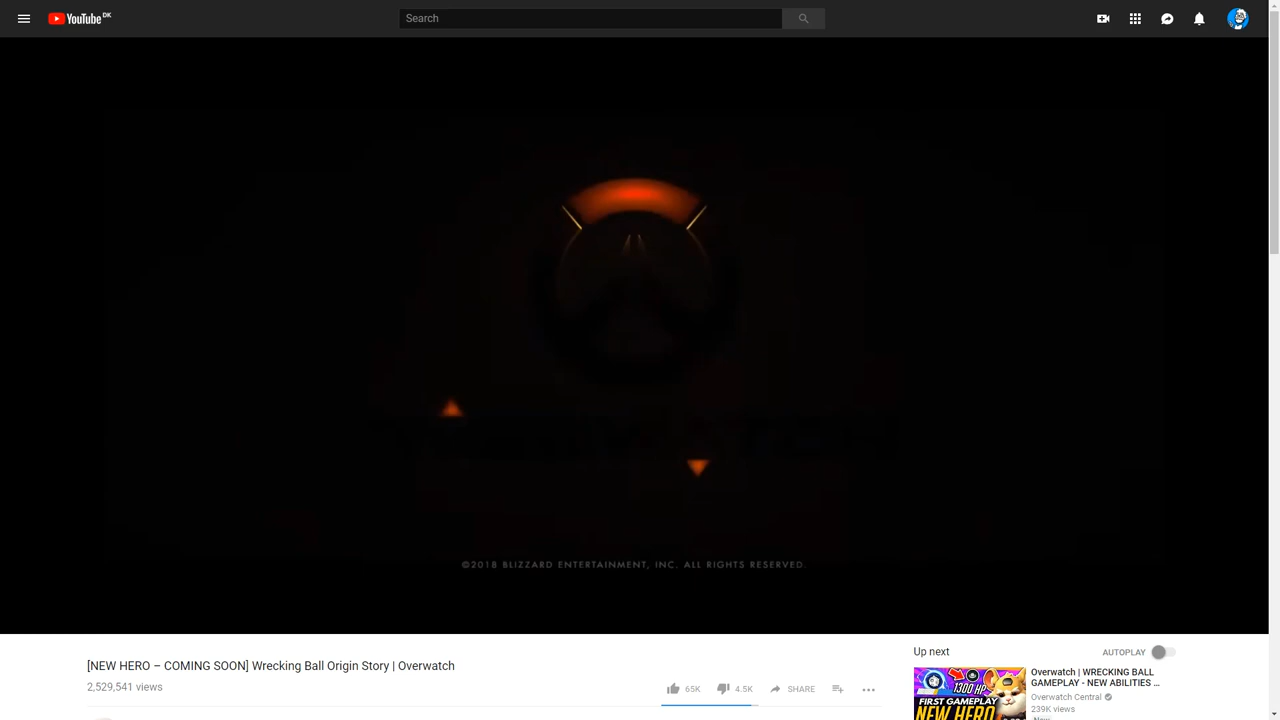 YouTube DK
Search
©2018 BLIZZARD ENTERTAINMENT, INC. ALL RIGHTS RESERVED.
[NEW HERO – COMING SOON] Wrecking Ball Origin Story | Overwatch
2,529,541 views
65K
4.5K
SHARE
Up next
AUTOPLAY
1300 HP
FIRST GAMEPLAY
NEW HERO
Overwatch | WRECKING BALL
GAMEPLAY - NEW ABILITIES ...
Overwatch Central
239K views
New